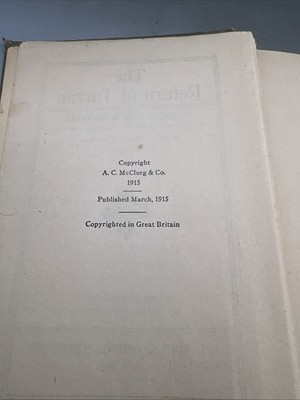 Copyright
A. C. McClurg & Co.
1915
Published March, 1915
Copyrighted in Great Britain